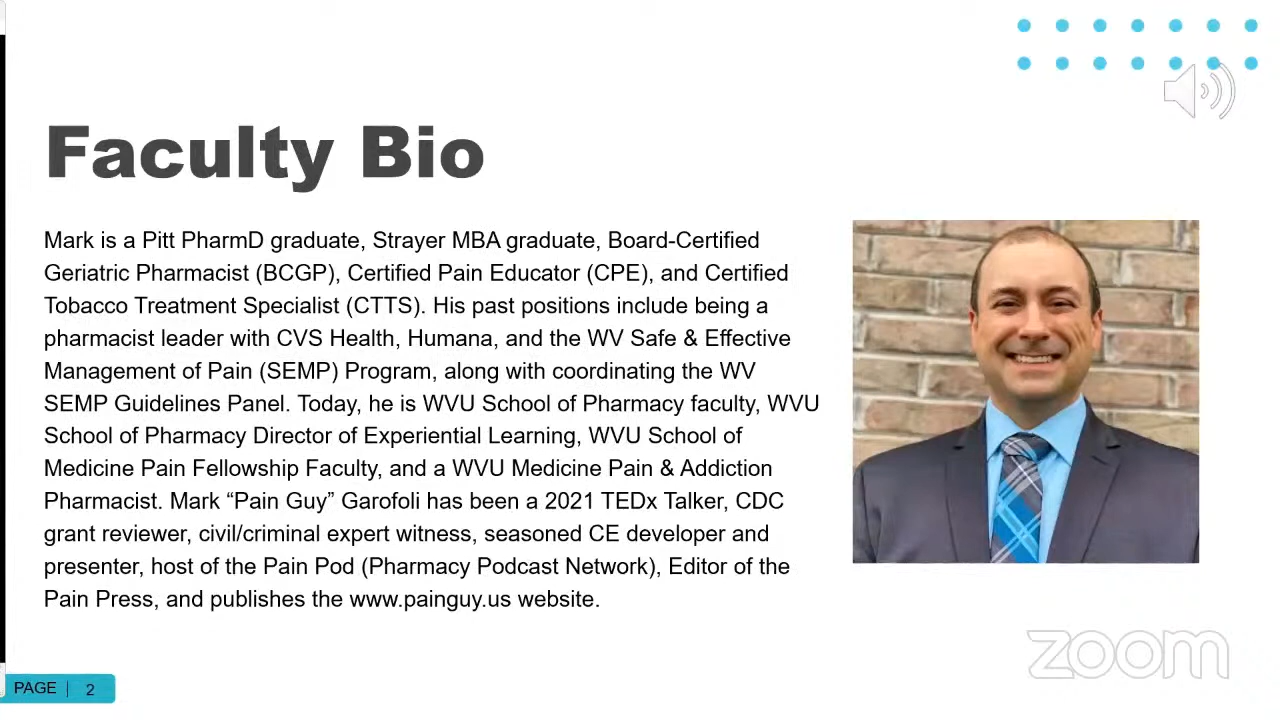 Faculty Bio
Mark is a Pitt PharmD graduate, Strayer MBA graduate, Board-Certified
Geriatric Pharmacist (BCGP), Certified Pain Educator (CPE), and Certified
Tobacco Treatment Specialist (CTTS). His past positions include being a
pharmacist leader with CVS Health, Humana, and the WV Safe & Effective
Management of Pain (SEMP) Program, along with coordinating the WV
SEMP Guidelines Panel. Today, he is WVU School of Pharmacy faculty, WVU
School of Pharmacy Director of Experiential Learning, WVU School of
Medicine Pain Fellowship Faculty, and a WVU Medicine Pain & Addiction
Pharmacist. Mark “Pain Guy” Garofoli has been a 2021 TEDx Talker, CDC
grant reviewer, civil/criminal expert witness, seasoned CE developer and
presenter, host of the Pain Pod (Pharmacy Podcast Network), Editor of the
Pain Press, and publishes the www.painguy.us website.
zoom
PAGE | 2